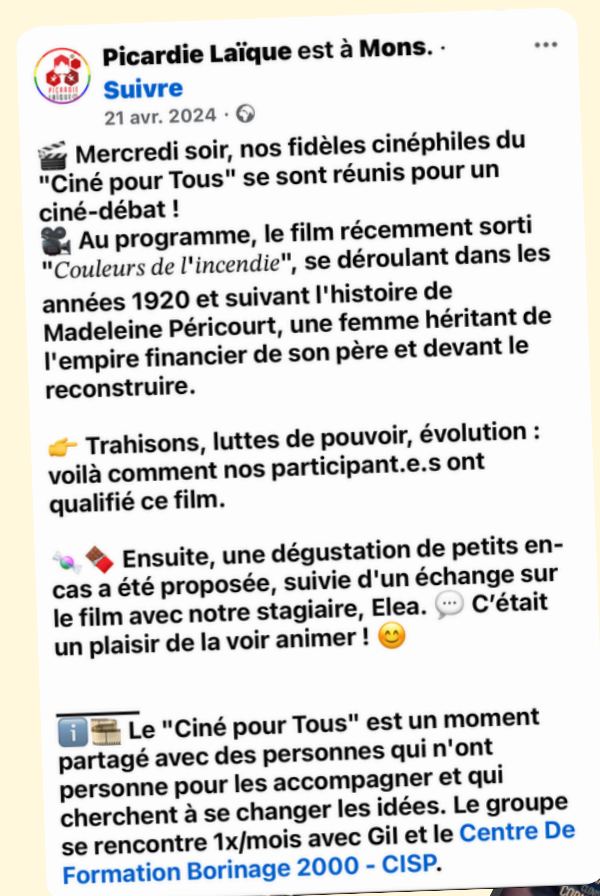 PICARDIE
LAÏQUE
Picardie Laïque est à Mons. ·
Suivre
21 avr. 2024 ·
🎬 Mercredi soir, nos fidèles cinéphiles du
"Ciné pour Tous" se sont réunis pour un
ciné-débat !
🎥 Au programme, le film récemment sorti
"Couleurs de l'incendie", se déroulant dans les
années 1920 et suivant l'histoire de
Madeleine Péricourt, une femme héritant de
l'empire financier de son père et devant le
reconstruire.
👉 Trahisons, luttes de pouvoir, évolution :
voilà comment nos participant.e.s ont
qualifié ce film.
🍬🍫 Ensuite, une dégustation de petits en-
cas a été proposée, suivie d'un échange sur
le film avec notre stagiaire, Elea. 💬 C’était
un plaisir de la voir animer ! 😊
ℹ️🎞️ Le "Ciné pour Tous" est un moment
partagé avec des personnes qui n'ont
personne pour les accompagner et qui
cherchent à se changer les idées. Le groupe
se rencontre 1x/mois avec Gil et le Centre De
Formation Borinage 2000 - CISP.